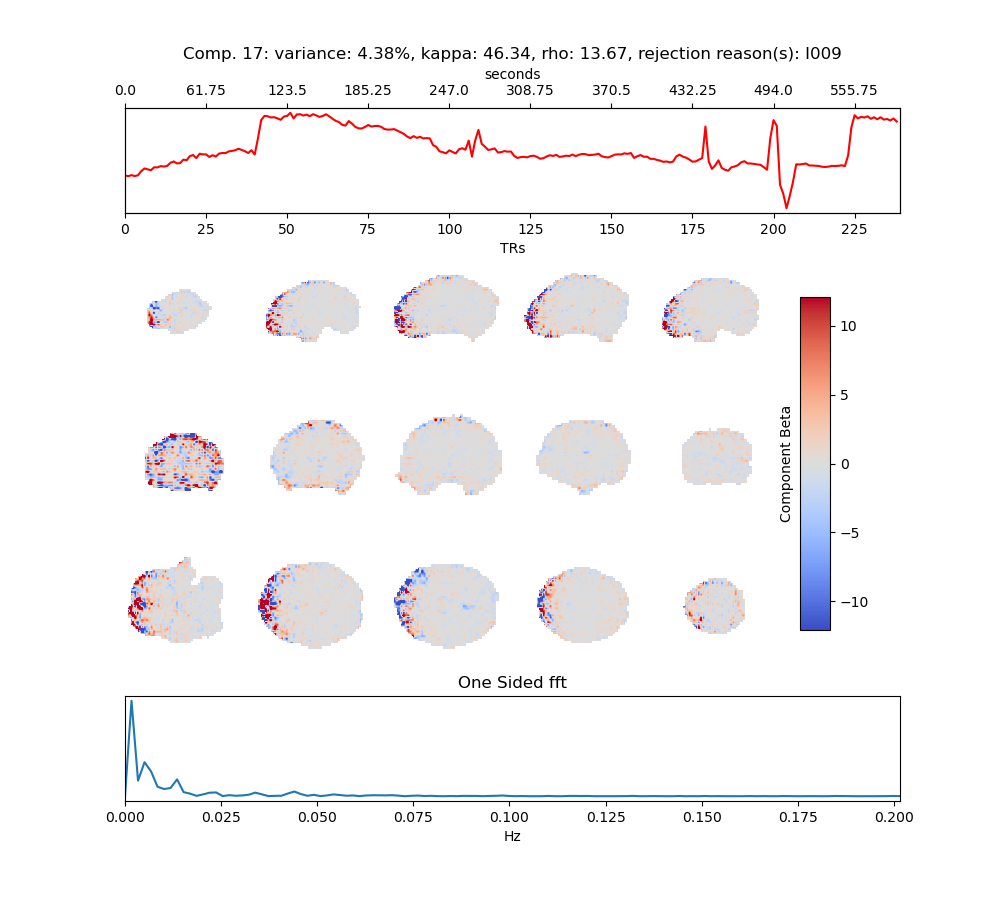 Comp. 17: variance: 4.38%, kappa: 46.34, rho: 13.67, rejection reason(s): I009
seconds
0.0 61.75 123.5 185.25 247.0 308.75 370.5 432.25 494.0 555.75
0 25 50 75 100 125 150 175 200 225
TRs
10
5
0
−5
−10
Component Beta
One Sided fft
0.000 0.025 0.050 0.075 0.100 0.125 0.150 0.175 0.200
Hz